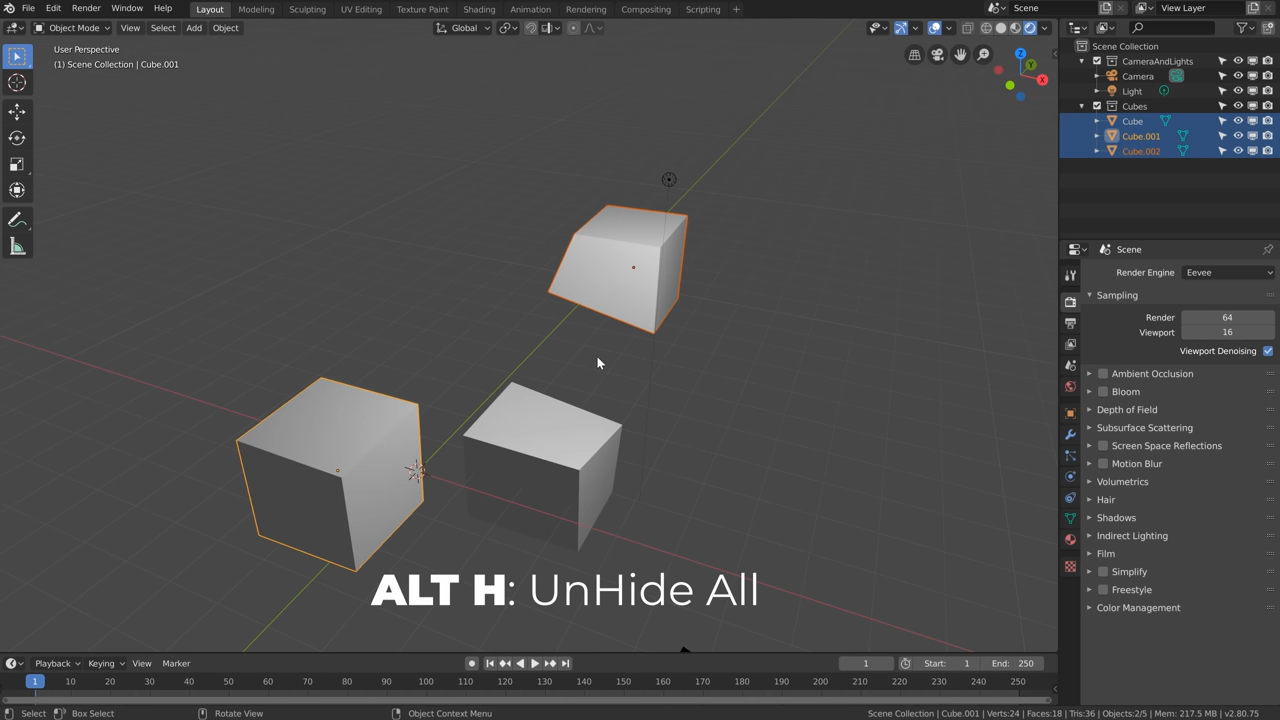 File Edit Render Window Help Layout Modeling Sculpting UV Editing Texture Paint Shading Animation Rendering Compositing Scripting + Scene View Layer
Object Mode View Select Add Object Global
User Perspective
(1) Scene Collection | Cube.001
Z
Y
X
Scene Collection
CameraAndLights
Camera
Light
Cubes
Cube
Cube.001
Cube.002
Scene
Render Engine Eevee
Sampling
Render 64
Viewport 16
Viewport Denoising
Ambient Occlusion
Bloom
Depth of Field
Subsurface Scattering
Screen Space Reflections
Motion Blur
Volumetrics
Hair
Shadows
Indirect Lighting
Film
Simplify
Freestyle
Color Management
ALT H: UnHide All
Playback Keying View Marker 1 Start: 1 End: 250
1 10 20 30 40 50 60 70 80 90 100 110 120 130 140 150 160 170 180 190 200 210 220 230 240 250
Select Box Select Rotate View Object Context Menu Scene Collection | Cube.001 | Verts:24 | Faces:18 | Tris:36 | Objects:2/5 | Mem: 217.5 MB | v2.80.75